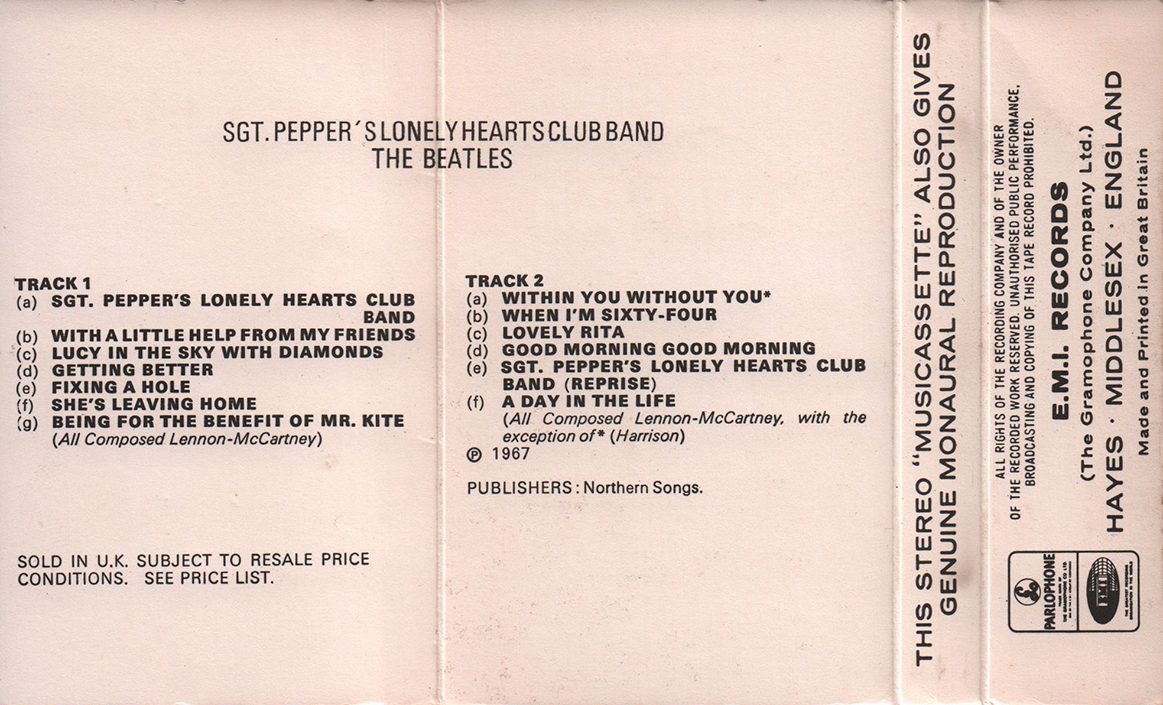 SGT. PEPPER'S LONELY HEARTS CLUB BAND
THE BEATLES
TRACK 1
(a) SGT. PEPPER'S LONELY HEARTS CLUB
BAND
(b) WITH A LITTLE HELP FROM MY FRIENDS
(c) LUCY IN THE SKY WITH DIAMONDS
(d) GETTING BETTER
(e) FIXING A HOLE
(f) SHE'S LEAVING HOME
(g) BEING FOR THE BENEFIT OF MR. KITE
(All Composed Lennon-McCartney)
SOLD IN U.K. SUBJECT TO RESALE PRICE
CONDITIONS. SEE PRICE LIST.
TRACK 2
(a) WITHIN YOU WITHOUT YOU*
(b) WHEN I'M SIXTY-FOUR
(c) LOVELY RITA
(d) GOOD MORNING GOOD MORNING
(e) SGT. PEPPER'S LONELY HEARTS CLUB
BAND (REPRISE)
(f) A DAY IN THE LIFE
(All Composed Lennon-McCartney, with the
exception of* (Harrison)
℗ 1967
PUBLISHERS: Northern Songs.
THIS STEREO "MUSICASSETTE" ALSO GIVES
GENUINE MONAURAL REPRODUCTION
ALL RIGHTS OF THE RECORDING COMPANY AND OF THE OWNER
OF THE RECORDED WORK RESERVED. UNAUTHORISED PUBLIC PERFORMANCE,
BROADCASTING AND COPYING OF THIS TAPE RECORD PROHIBITED.
E.M.I. RECORDS
(The Gramophone Company Ltd.)
HAYES · MIDDLESEX · ENGLAND
Made and Printed in Great Britain
£
PARLOPHONE
EMI